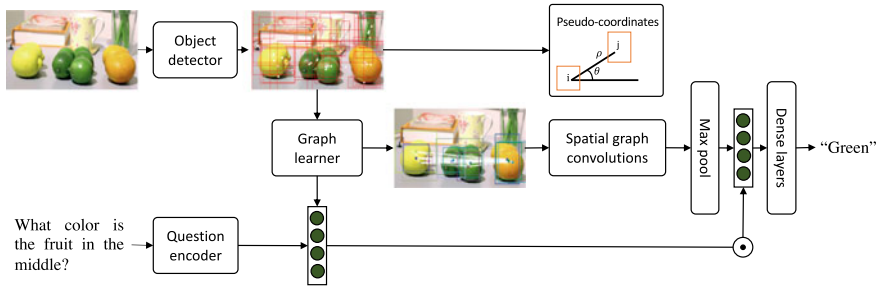 Object
detector
Pseudo-coordinates
j
ρ
θ
i
Graph
learner
Spatial graph
convolutions
Max pool
Dense layers
“Green”
What color is
the fruit in the
middle?
Question
encoder